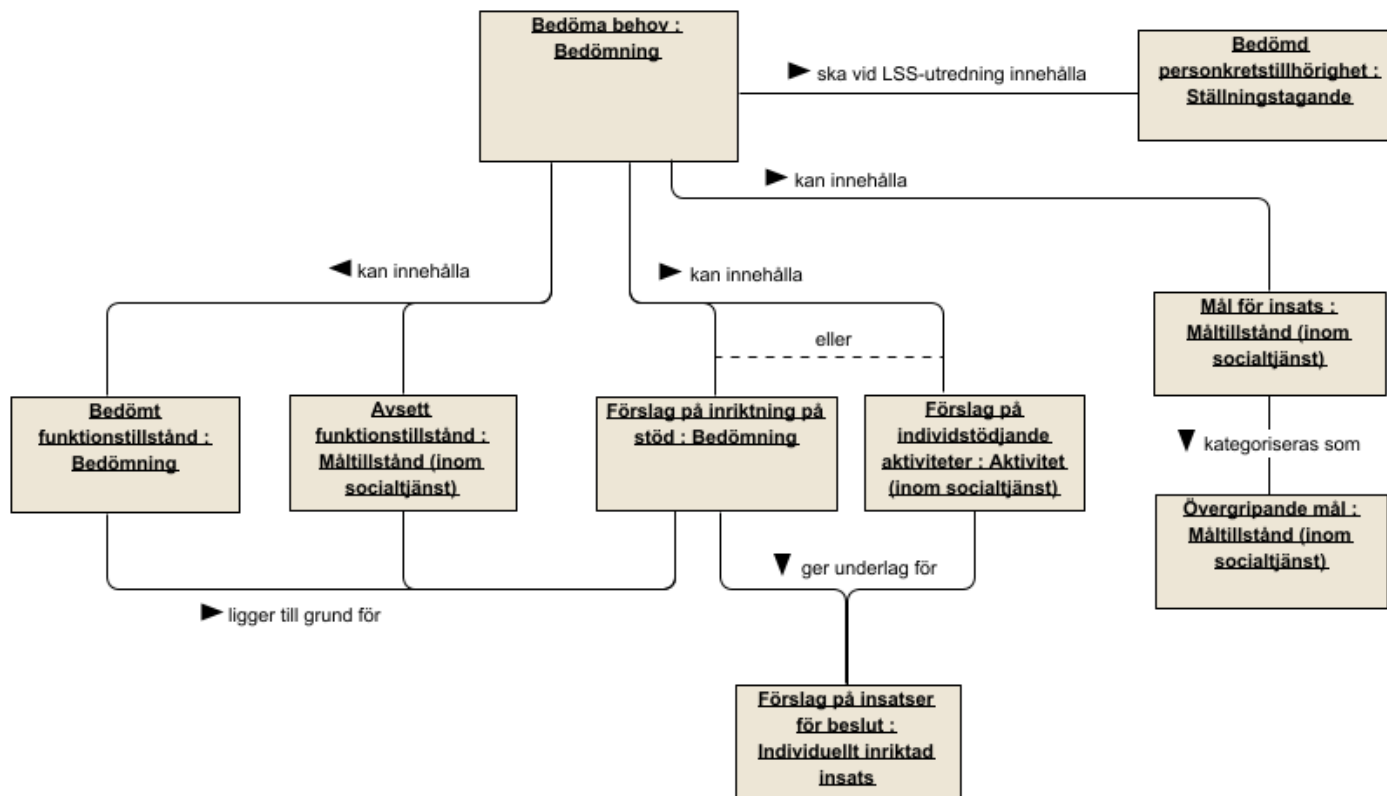 Bedöma behov :
Bedömning
Bedömd
personkretstillhörighet :
Ställningstagande
ska vid LSS-utredning innehålla
kan innehålla
kan innehålla
kan innehålla
Mål för insats :
Måltillstånd (inom
socialtjänst)
eller
Bedömt
funktionstillstånd :
Bedömning
Avsett
funktionstillstånd :
Måltillstånd (inom
socialtjänst)
Förslag på inriktning på
stöd : Bedömning
Förslag på
individstödjande
aktiviteter : Aktivitet
(inom socialtjänst)
kategoriseras som
Övergripande mål :
Måltillstånd (inom
socialtjänst)
ger underlag för
ligger till grund för
Förslag på insatser
för beslut :
Individuellt inriktad
insats